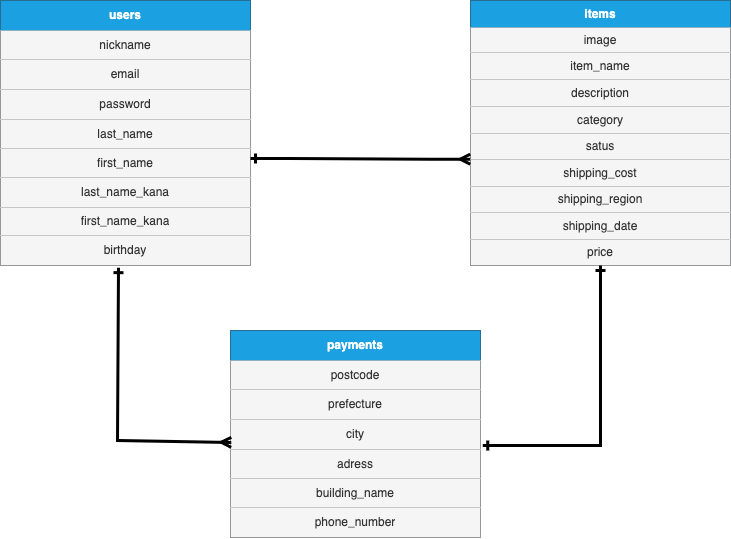 users
nickname
email
password
last_name
first_name
last_name_kana
first_name_kana
birthday
items
image
item_name
description
category
satus
shipping_cost
shipping_region
shipping_date
price
payments
postcode
prefecture
city
adress
building_name
phone_number